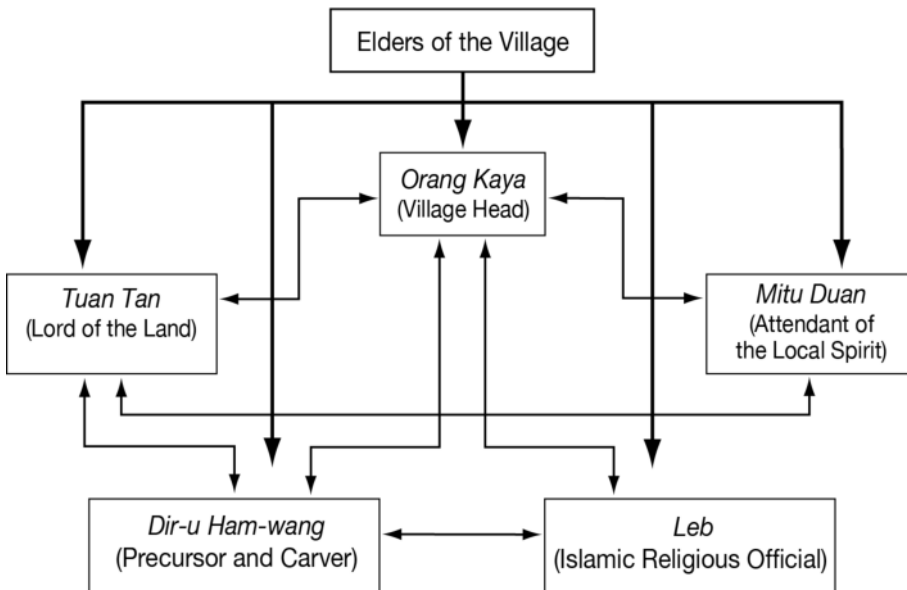 Elders of the Village
Orang Kaya
(Village Head)
Tuan Tan
(Lord of the Land)
Mitu Duan
(Attendant of
the Local Spirit)
Dir-u Ham-wang
(Precursor and Carver)
Leb
(Islamic Religious Official)